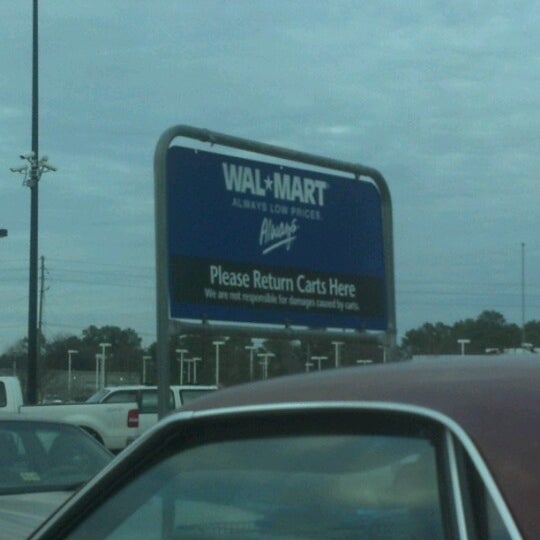 WAL★MART
ALWAYS LOW PRICES.
Always
Please Return Carts Here
We are not responsible for damages caused by carts